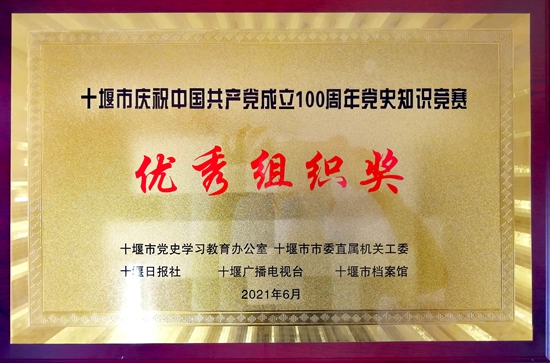 十堰市庆祝中国共产党成立100周年党史知识竞赛
优秀组织奖
十堰市党史学习教育办公室 十堰市市委直属机关工委
十堰日报社 十堰广播电视台 十堰市档案馆
2021年6月